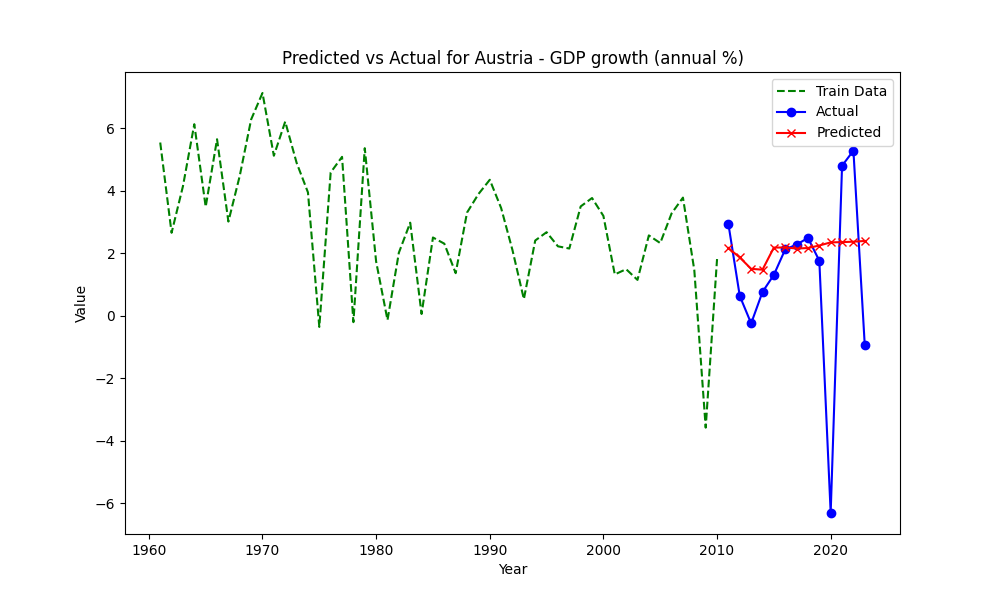 Predicted vs Actual for Austria - GDP growth (annual %)
Train Data
Actual
Predicted
Value
6
4
2
0
−2
−4
−6
1960 1970 1980 1990 2000 2010 2020
Year